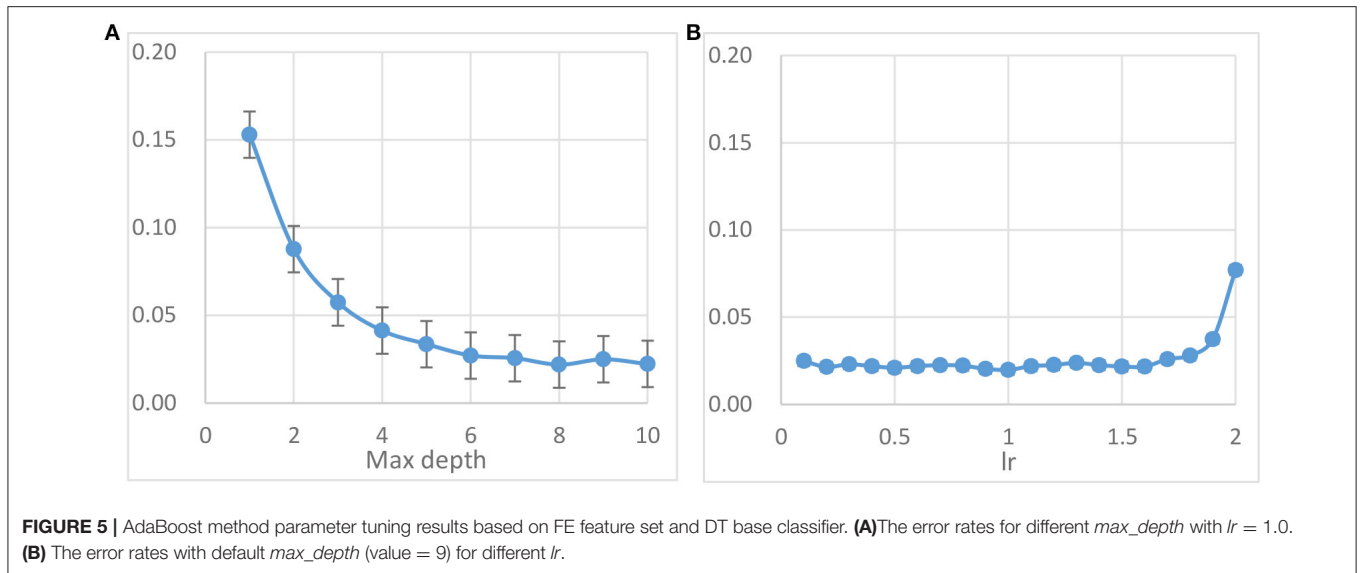 A
0.20
0.15
0.10
0.05
0.00
0 2 4 6 8 10
Max depth
B
0.20
0.15
0.10
0.05
0.00
0 0.5 1 1.5 2
lr
FIGURE 5 | AdaBoost method parameter tuning results based on FE feature set and DT base classifier. (A)The error rates for different max_depth with lr = 1.0.
(B) The error rates with default max_depth (value = 9) for different lr.